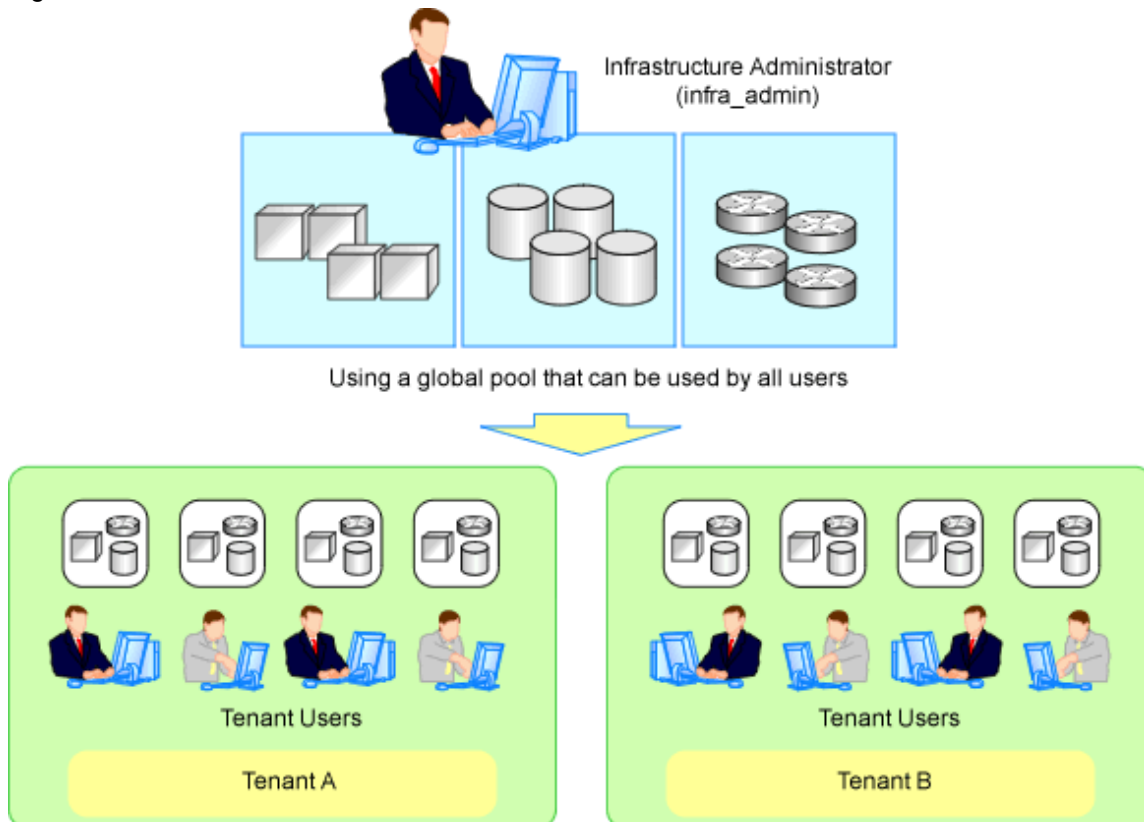 Infrastructure Administrator
(infra_admin)
Using a global pool that can be used by all users
Tenant Users
Tenant A
Tenant Users
Tenant B